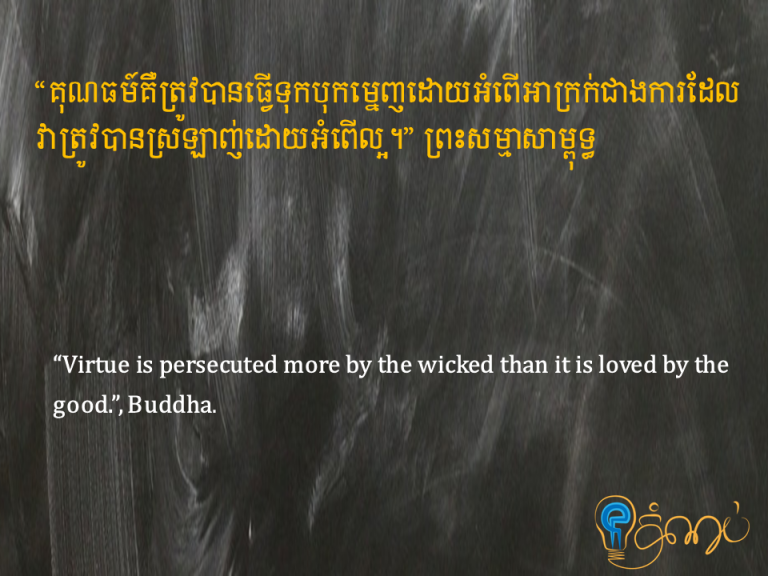 “គុណធម៍គឺត្រូវបានធ្វើទុកបុកម្នេញដោយអំពើអាក្រក់ជាងការដែល
វាត្រូវបានស្រឡាញ់ដោយអំពើល្អ។” ព្រះសម្មាសាម្ពុទ្ធ
“Virtue is persecuted more by the wicked than it is loved by the
good.”, Buddha.